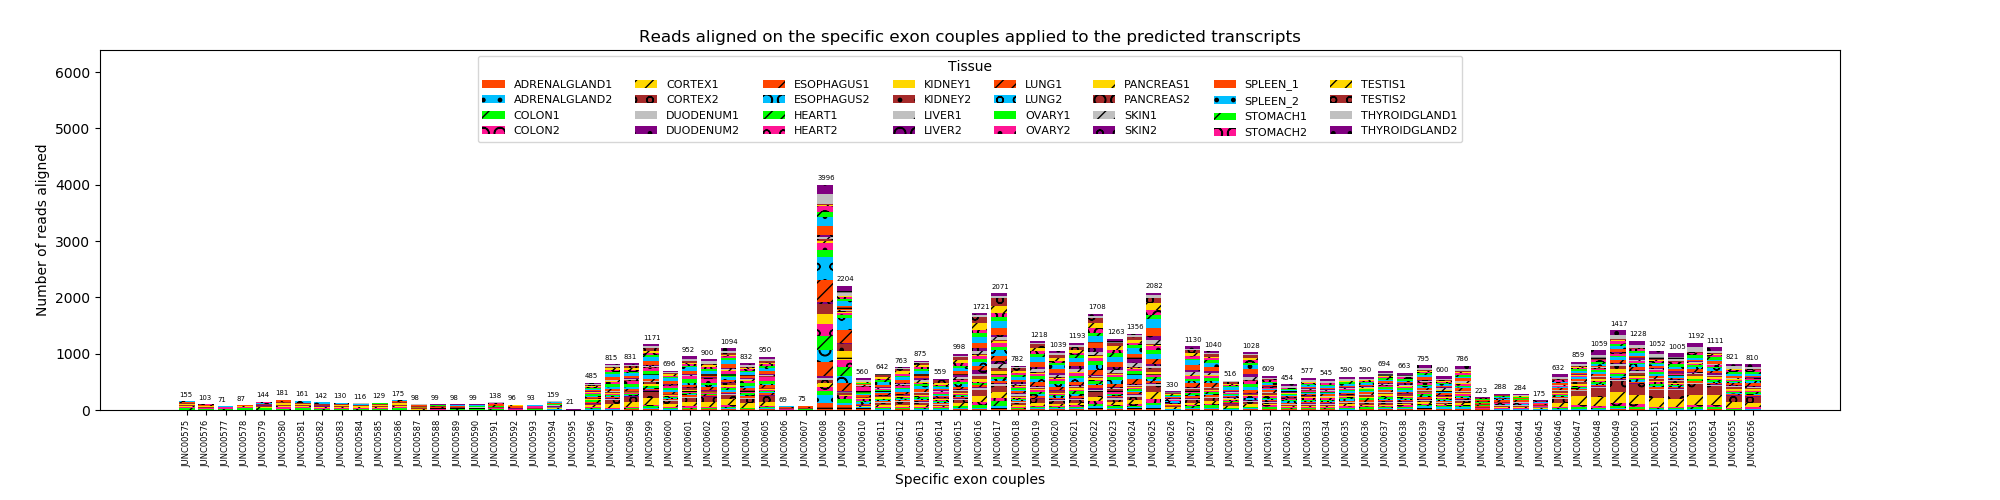 Reads aligned on the specific exon couples applied to the predicted transcripts
Tissue
ADRENALGLAND1 CORTEX1 ESOPHAGUS1 KIDNEY1 LUNG1 PANCREAS1 SPLEEN_1 TESTIS1
ADRENALGLAND2 CORTEX2 ESOPHAGUS2 KIDNEY2 LUNG2 PANCREAS2 SPLEEN_2 TESTIS2
COLON1 DUODENUM1 HEART1 LIVER1 OVARY1 SKIN1 STOMACH1 THYROIDGLAND1
COLON2 DUODENUM2 HEART2 LIVER2 OVARY2 SKIN2 STOMACH2 THYROIDGLAND2
Number of reads aligned
6000
5000
4000
3000
2000
1000
0
155 103 71 87 144 181 161 142 130 116 129 175 98 99 98 99 138 96 93 159 21 485 815 831 1171 696 952 900 1094 832 950 69 75 3996 2204 560 642 763 875 559 998 1721 2071 782 1218 1039 1193 1708 1263 1356 2082 330 1130 1040 516 1028 609 454 577 545 590 590 694 663 795 600 786 223 288 284 175 632 859 1059 1417 1228 1052 1005 1192 1111 821 810
JUNC00575 JUNC00576 JUNC00577 JUNC00578 JUNC00579 JUNC00580 JUNC00581 JUNC00582 JUNC00583 JUNC00584 JUNC00585 JUNC00586 JUNC00587 JUNC00588 JUNC00589 JUNC00590 JUNC00591 JUNC00592 JUNC00593 JUNC00594 JUNC00595 JUNC00596 JUNC00597 JUNC00598 JUNC00599 JUNC00600 JUNC00601 JUNC00602 JUNC00603 JUNC00604 JUNC00605 JUNC00606 JUNC00607 JUNC00608 JUNC00609 JUNC00610 JUNC00611 JUNC00612 JUNC00613 JUNC00614 JUNC00615 JUNC00616 JUNC00617 JUNC00618 JUNC00619 JUNC00620 JUNC00621 JUNC00622 JUNC00623 JUNC00624 JUNC00625 JUNC00626 JUNC00627 JUNC00628 JUNC00629 JUNC00630 JUNC00631 JUNC00632 JUNC00633 JUNC00634 JUNC00635 JUNC00636 JUNC00637 JUNC00638 JUNC00639 JUNC00640 JUNC00641 JUNC00642 JUNC00643 JUNC00644 JUNC00645 JUNC00646 JUNC00647 JUNC00648 JUNC00649 JUNC00650 JUNC00651 JUNC00652 JUNC00653 JUNC00654 JUNC00655 JUNC00656
Specific exon couples